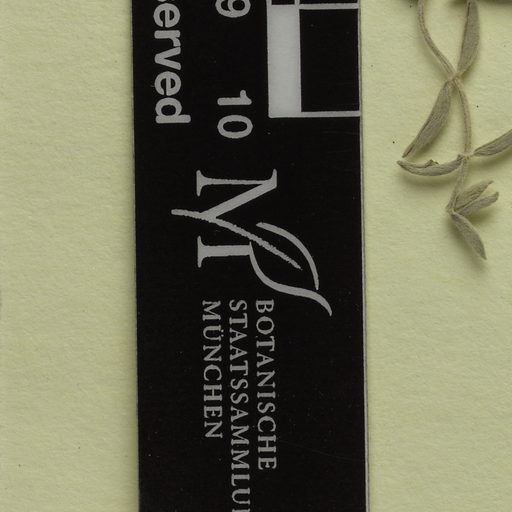 served
9 10
M
BOTANISCHE
STAATSSAMMLU
MÜNCHEN